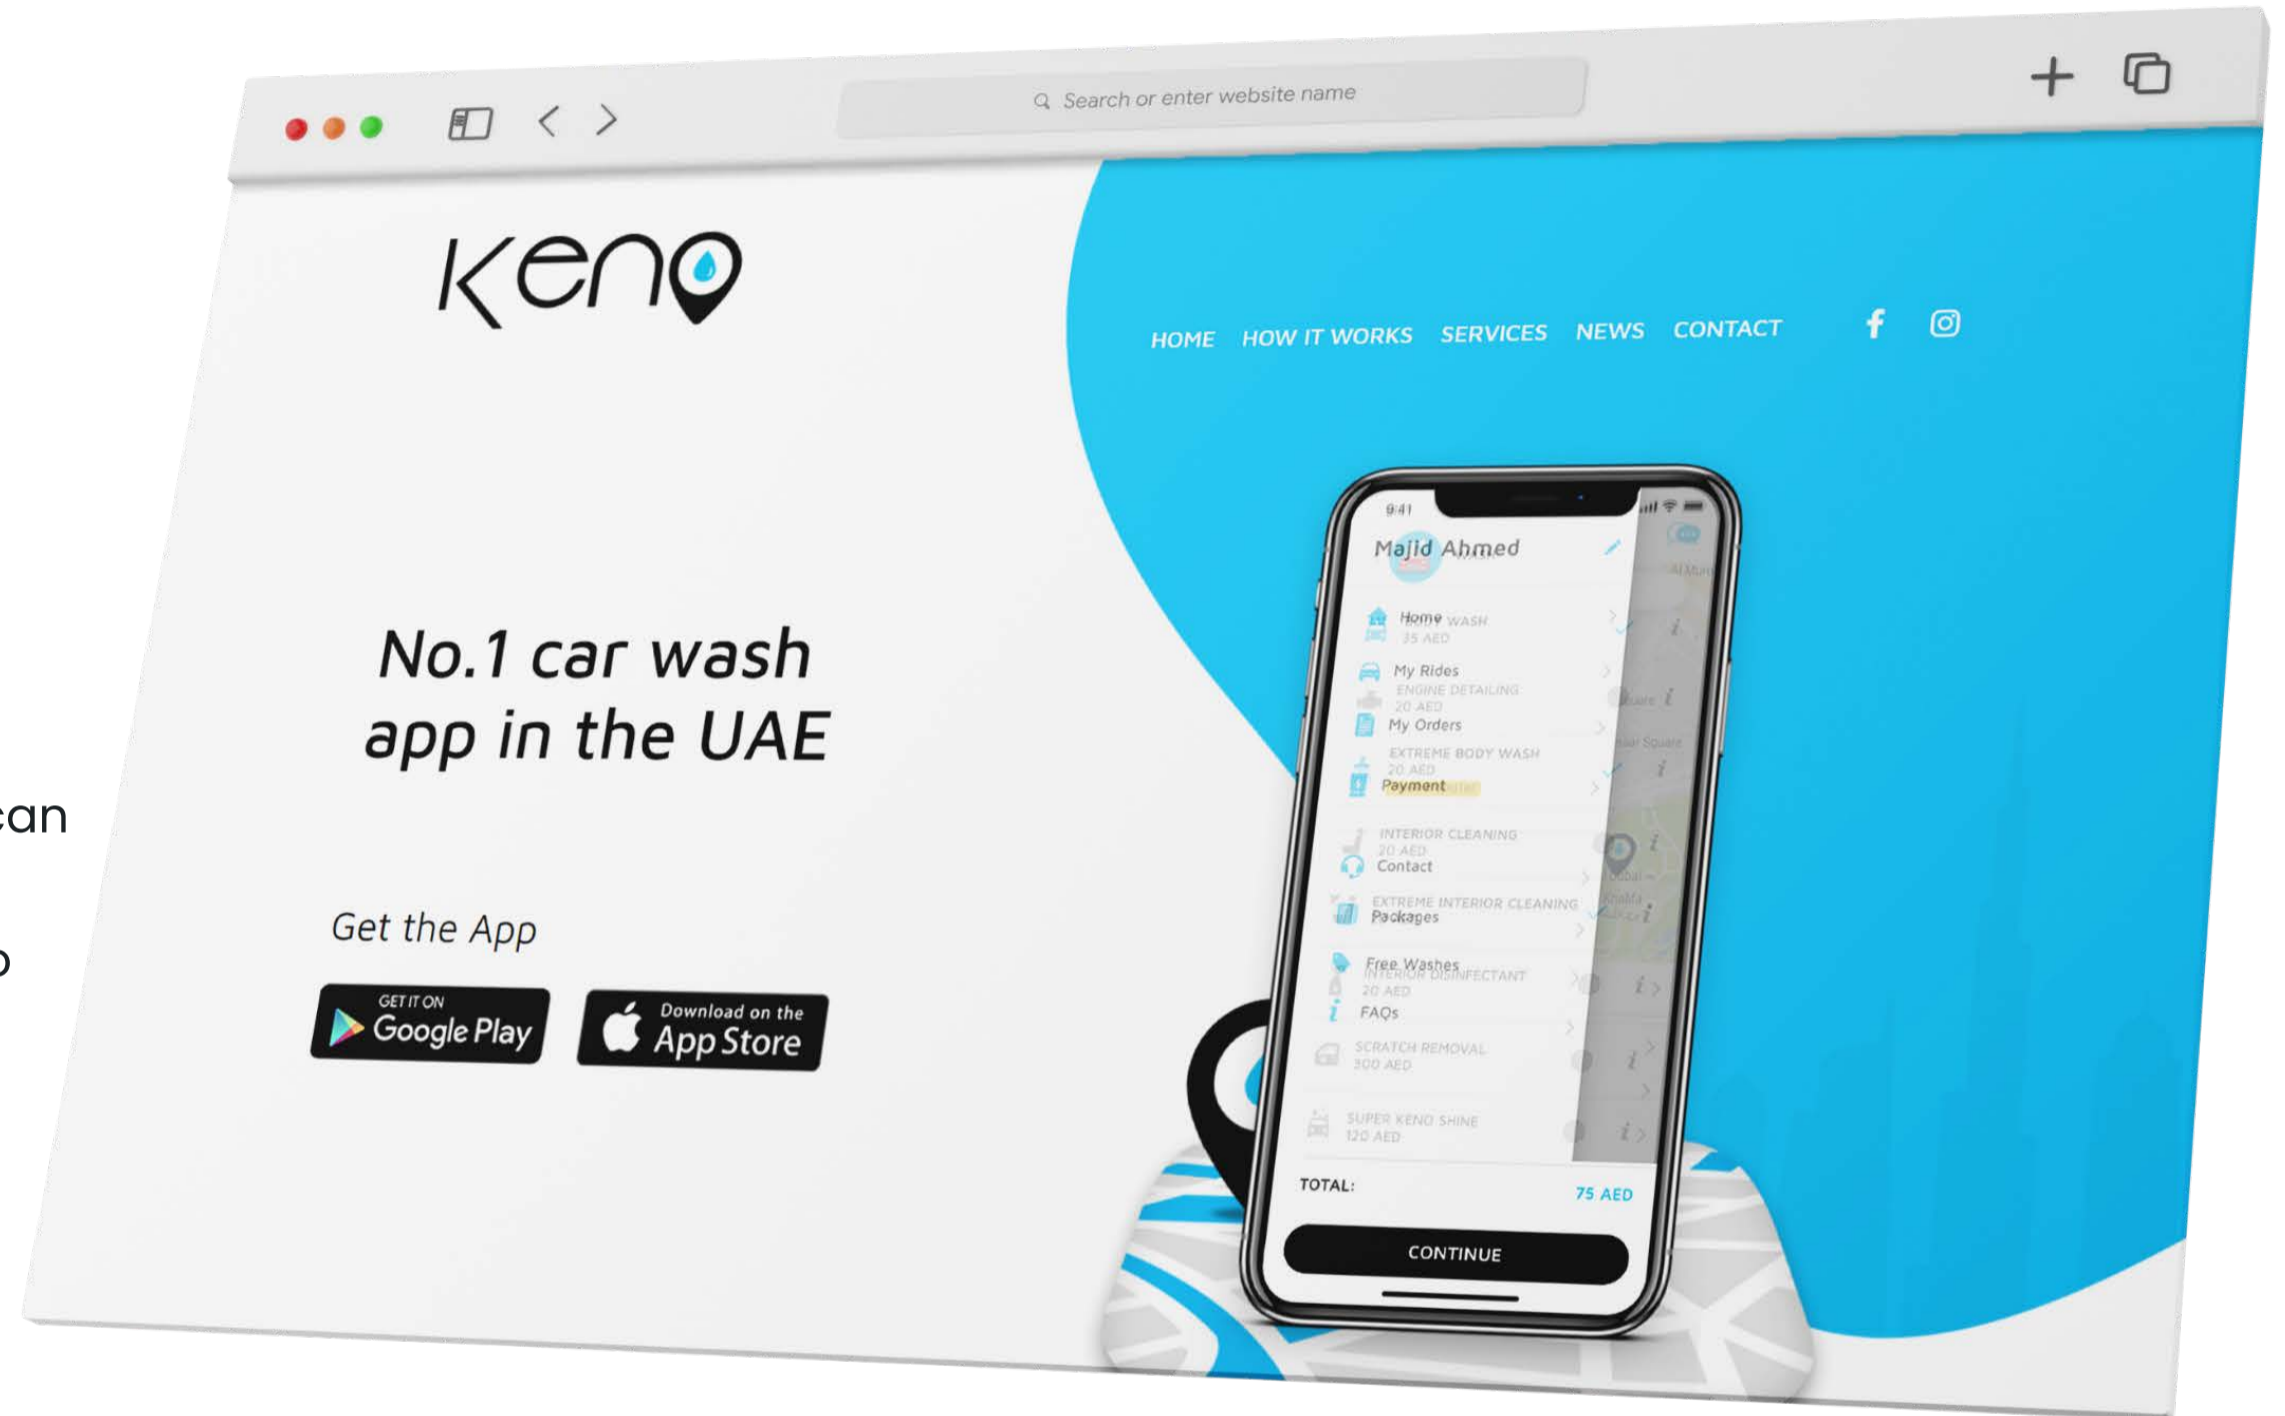 Search or enter website name
keno
HOME HOW IT WORKS SERVICES NEWS CONTACT
No.1 car wash
app in the UAE
can
Get the App
GET IT ON
Google Play
Download on the
App Store
9:41
Majid Ahmed
WASH
Home
BODY WASH
35 AED
My Rides
ENGINE DETAILING
20 AED
My Orders
EXTREME BODY WASH
20 AED
Payment
INTERIOR CLEANING
20 AED
Contact
EXTREME INTERIOR CLEANING
Packages
Free Washes
INTERIOR DISINFECTANT
20 AED
FAQs
SCRATCH REMOVAL
300 AED
SUPER KENO SHINE
120 AED
TOTAL: 75 AED
CONTINUE